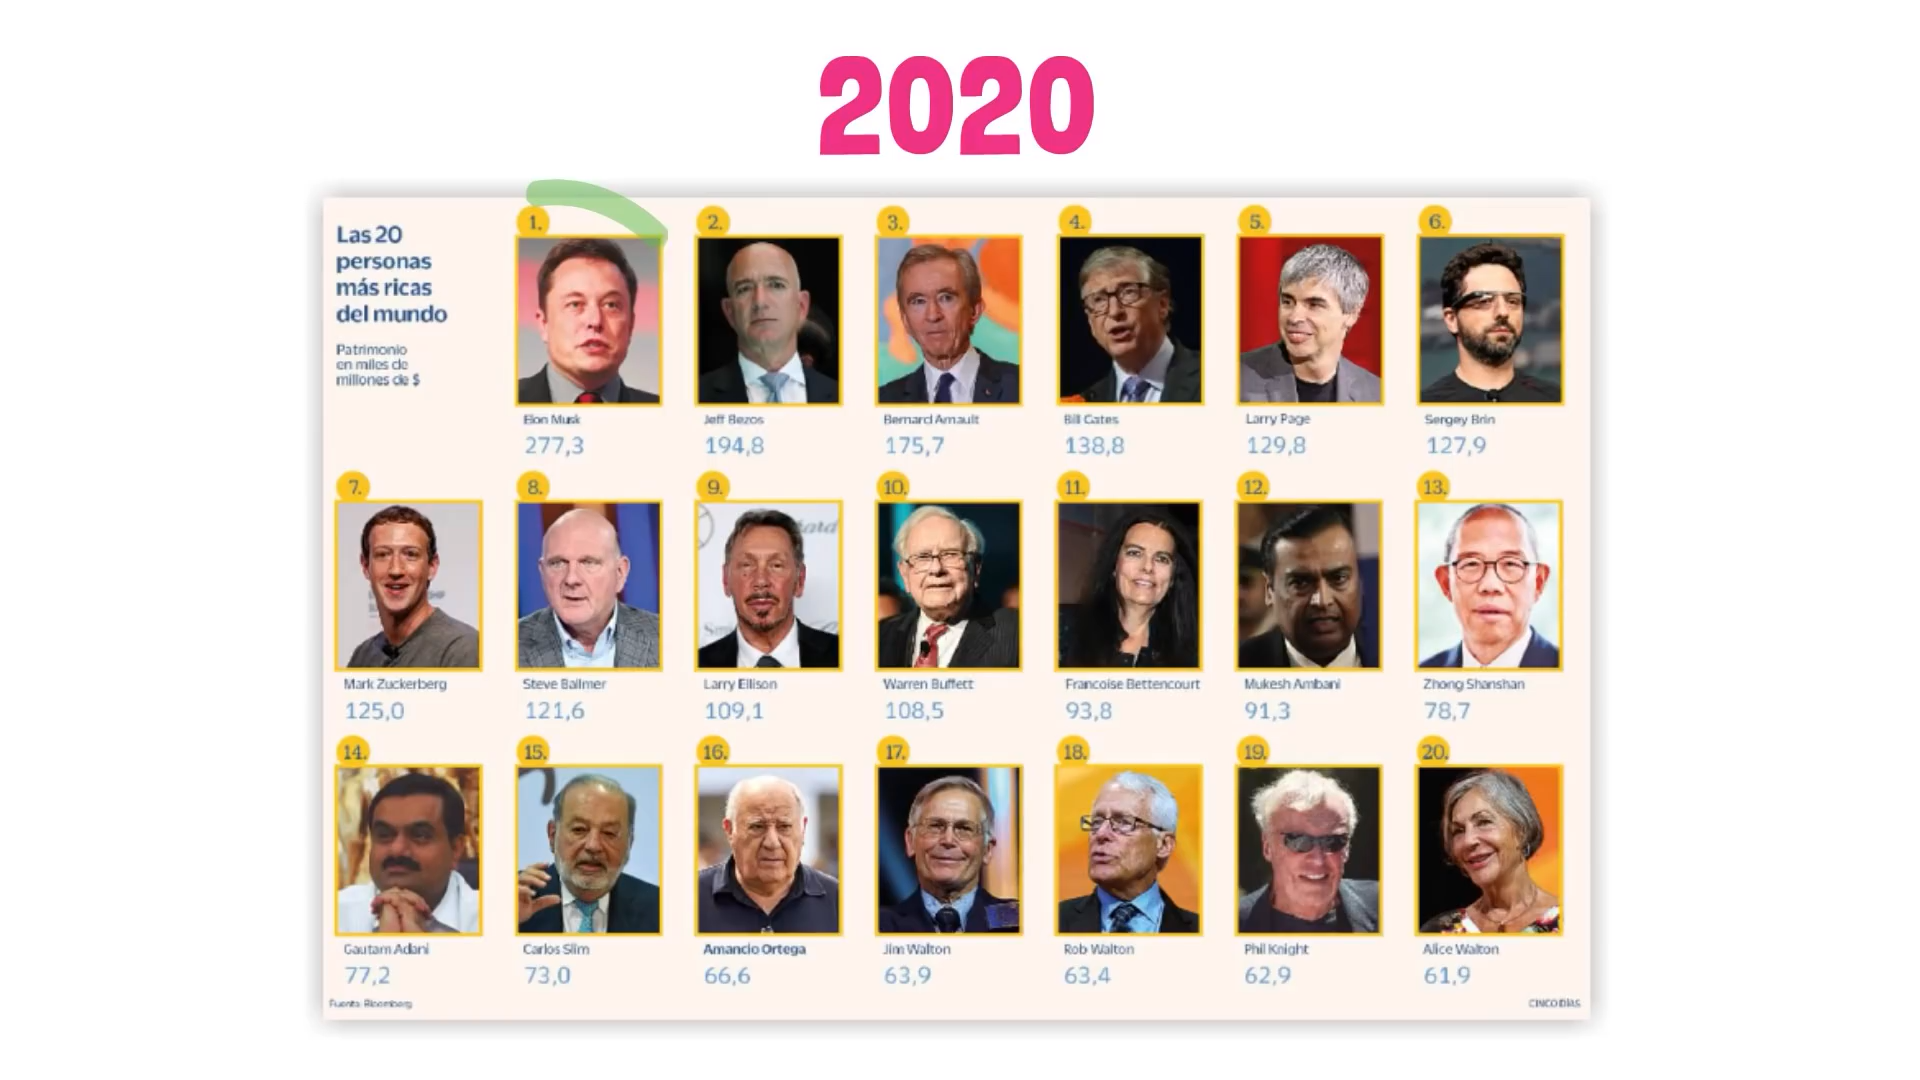 2020
Las 20
personas
más ricas
del mundo
Patrimonio
en miles de
millones de $
1.
Elon Musk
277,3
2.
Jeff Bezos
194,8
3.
Bernard Arnault
175,7
4.
Bill Gates
138,8
5.
Larry Page
129,8
6.
Sergey Brin
127,9
7.
Mark Zuckerberg
125,0
8.
Steve Ballmer
121,6
9.
Larry Ellison
109,1
10.
Warren Buffett
108,5
11.
Francoise Bettencourt
93,8
12.
Mukesh Ambani
91,3
13.
Zhong Shanshan
78,7
14.
Gautam Adani
77,2
15.
Carlos Slim
73,0
16.
Amancio Ortega
66,6
17.
Jim Walton
63,9
18.
Rob Walton
63,4
19.
Phil Knight
62,9
20.
Alice Walton
61,9
Fuente: Bloomberg
CINCO DÍAS